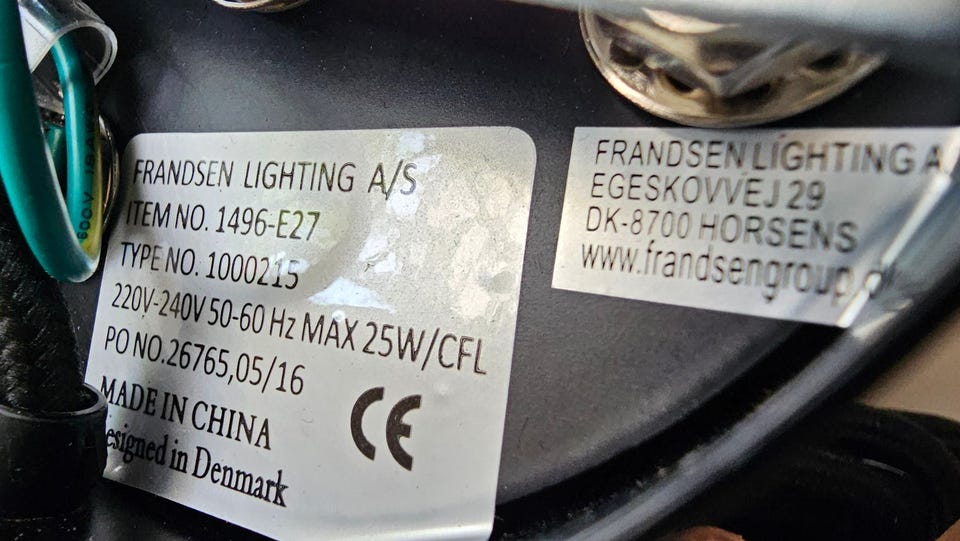 FRANDSEN LIGHTING A/S
ITEM NO. 1496-E27
TYPE NO. 1000215
220V-240V 50-60 Hz MAX 25W/CFL
PO NO.26765,05/16
MADE IN CHINA
esigned in Denmark
CE
FRANDSEN LIGHTING A
EGESKOVVEJ 29
DK-8700 HORSENS
www.frandsengroup.
600V